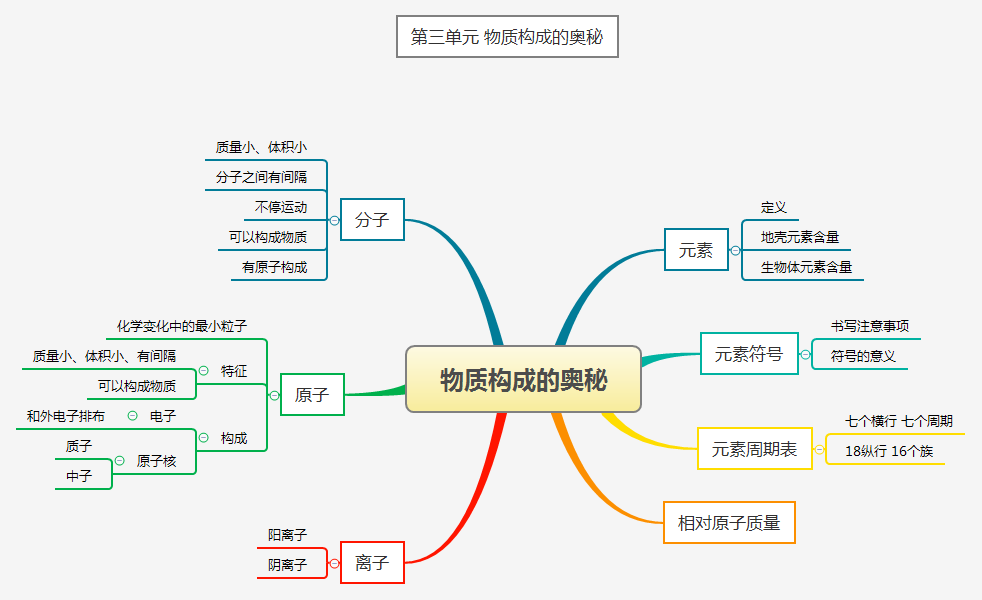 第三单元 物质构成的奥秘
物质构成的奥秘
分子
质量小、体积小
分子之间有间隔
不停运动
可以构成物质
有原子构成
原子
化学变化中的最小粒子
特征
质量小、体积小、有间隔
可以构成物质
构成
电子
和外电子排布
原子核
质子
中子
离子
阳离子
阴离子
元素
定义
地壳元素含量
生物体元素含量
元素符号
书写注意事项
符号的意义
元素周期表
七个横行 七个周期
18纵行 16个族
相对原子质量